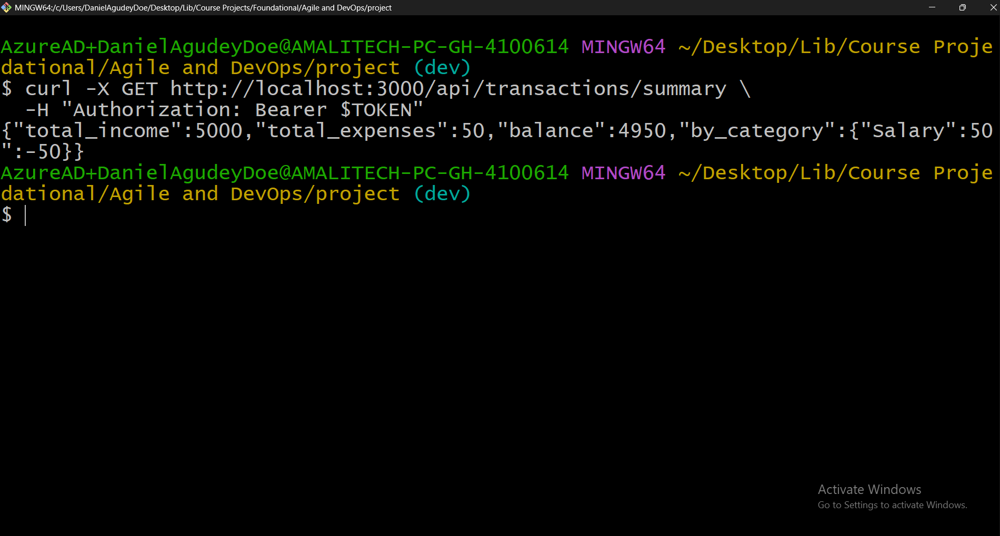 MINGW64:/c/Users/DanielAgudeyDoe/Desktop/Lib/Course Projects/Foundational/Agile and DevOps/project
AzureAD+DanielAgudeyDoe@AMALITECH-PC-GH-4100614 MINGW64 ~/Desktop/Lib/Course Proje
dational/Agile and DevOps/project (dev)
$ curl -X GET http://localhost:3000/api/transactions/summary \
  -H "Authorization: Bearer $TOKEN"
{"total_income":5000,"total_expenses":50,"balance":4950,"by_category":{"Salary":50
":-50}}
AzureAD+DanielAgudeyDoe@AMALITECH-PC-GH-4100614 MINGW64 ~/Desktop/Lib/Course Proje
dational/Agile and DevOps/project (dev)
$
Activate Windows
Go to Settings to activate Windows.